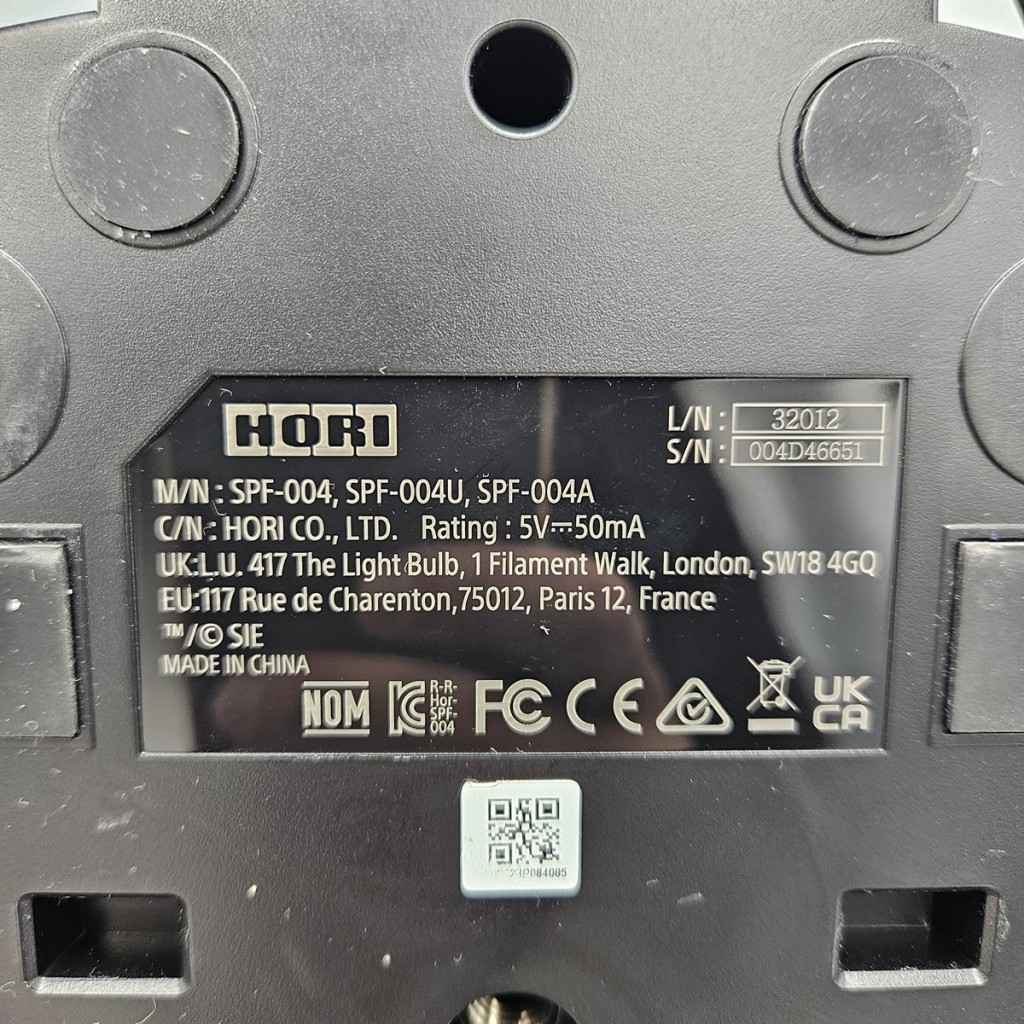 HORI
L/N : 32012
S/N : 004D46651
M/N : SPF-004, SPF-004U, SPF-004A
C/N : HORI CO., LTD. Rating : 5V⎓50mA
UK:L.U. 417 The Light Bulb, 1 Filament Walk, London, SW18 4GQ
EU:117 Rue de Charenton,75012, Paris 12, France
™/© SIE
MADE IN CHINA
NOM
R-R-
Hor-
SPF-
004
FC CE
UK
CA